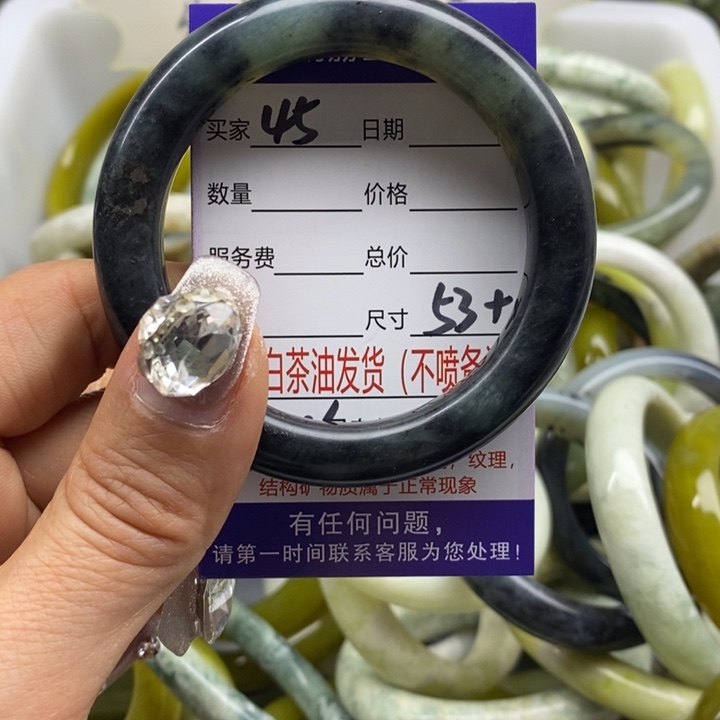 买家 45 日期
数量 价格
服务费 总价
尺寸 53+
白茶油发货（不喷
纹理，
结构矿物质属于正常现象
有任何问题，
请第一时间联系客服为您处理！